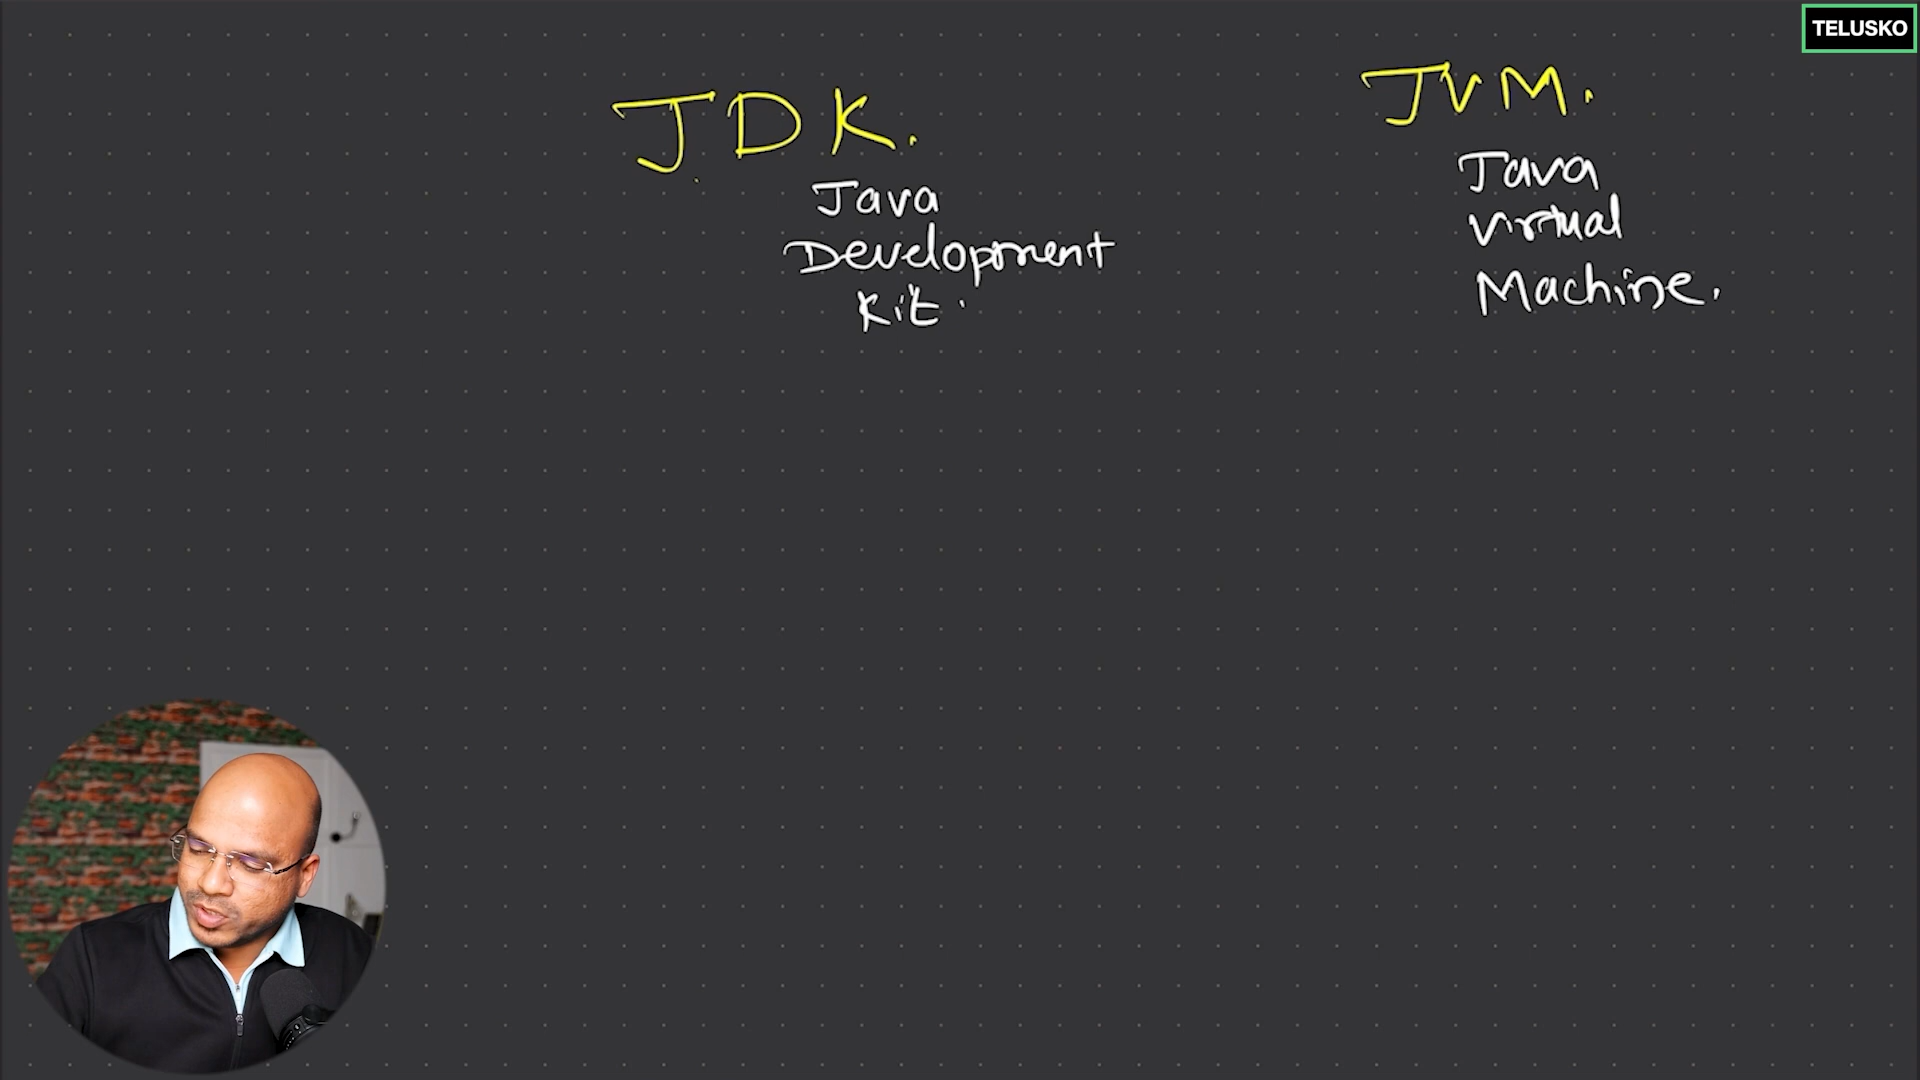 TELUSKO
JDK.
Java
Development
Kit.
JVM.
Java
Virtual
Machine.